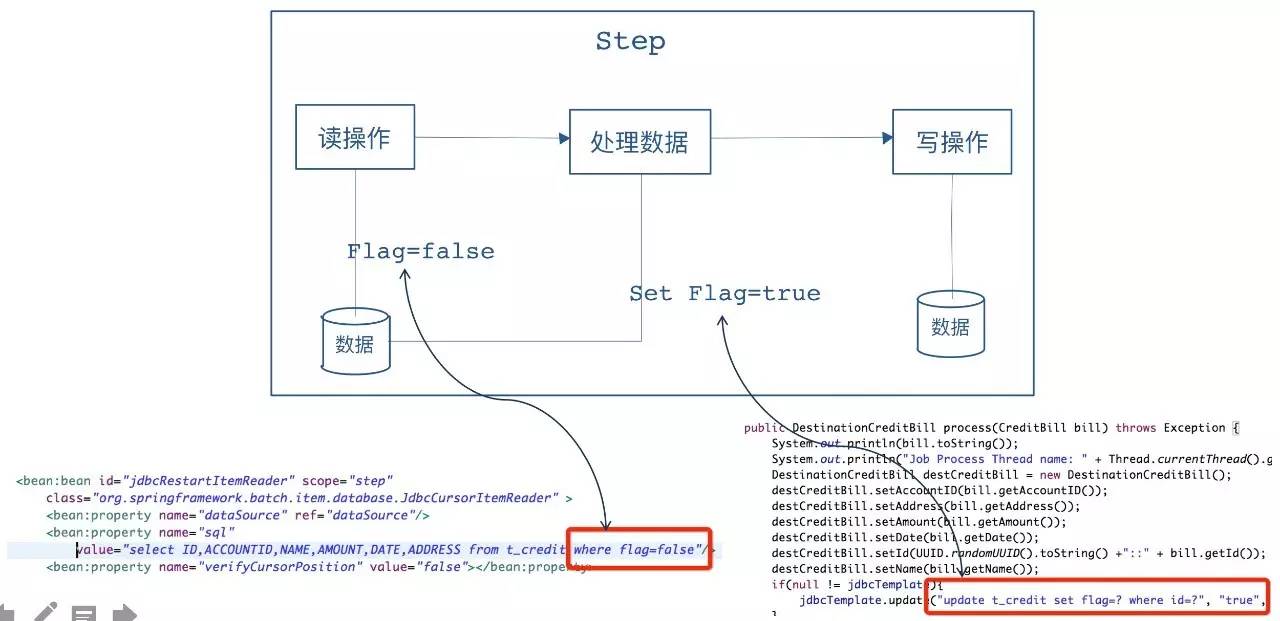 Step
读操作
处理数据
写操作
Flag=false
Set Flag=true
数据
数据
<bean:bean id="jdbcRestartItemReader" scope="step"
class="org.springframework.batch.item.database.JdbcCursorItemReader" >
<bean:property name="dataSource" ref="dataSource"/>
<bean:property name="sql"
value="select ID,ACCOUNTID,NAME,AMOUNT,DATE,ADDRESS from t_credit where flag=false"/>
<bean:property name="verifyCursorPosition" value="false"></bean:property>
public DestinationCreditBill process(CreditBill bill) throws Exception {
System.out.println(bill.toString());
System.out.println("Job Process Thread name: " + Thread.currentThread().g
DestinationCreditBill destCreditBill = new DestinationCreditBill();
destCreditBill.setAccountID(bill.getAccountID());
destCreditBill.setAddress(bill.getAddress());
destCreditBill.setAmount(bill.getAmount());
destCreditBill.setDate(bill.getDate());
destCreditBill.setId(UUID.randomUUID().toString() +"::" + bill.getId());
destCreditBill.setName(bill.getName());
if(null != jdbcTemplate){
jdbcTemplate.update("update t_credit set flag=? where id=?", "true",